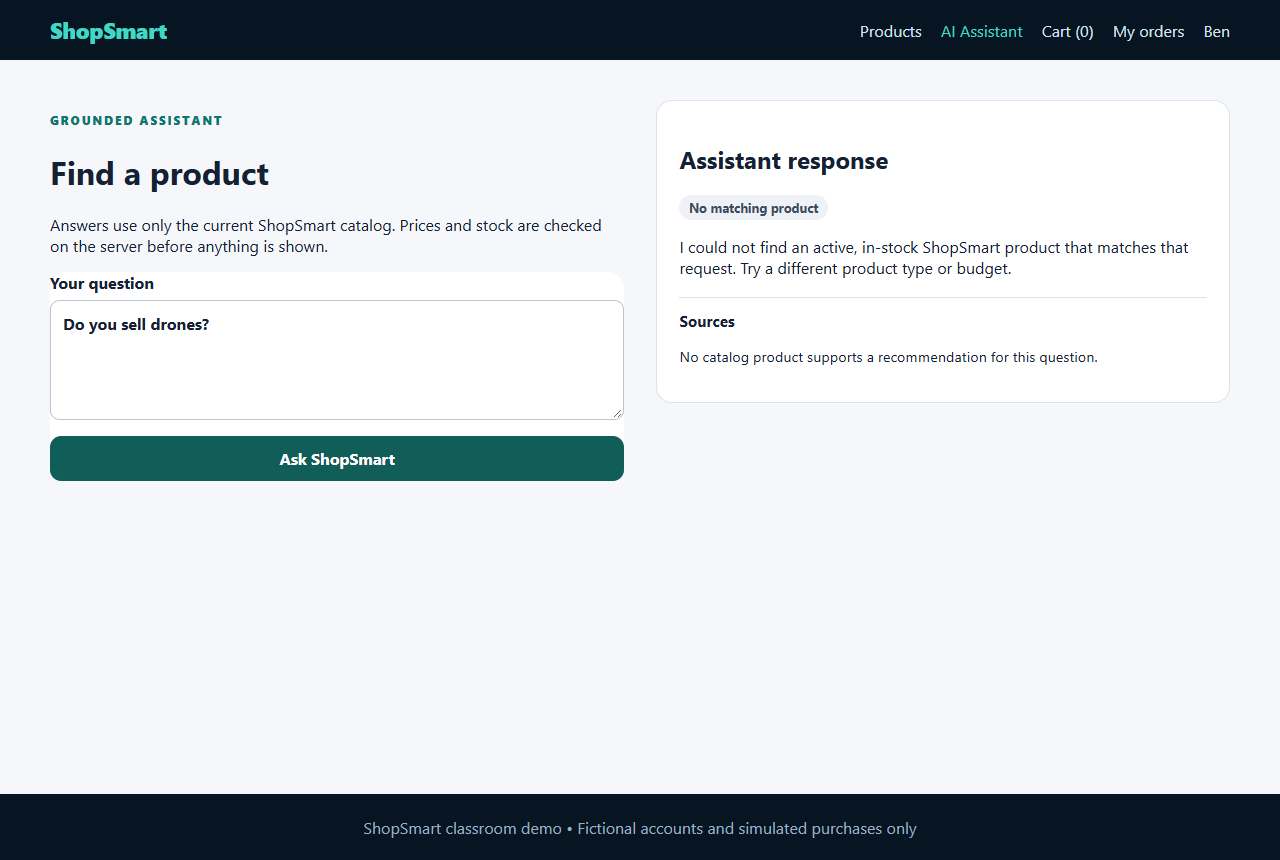 ShopSmart
Products AI Assistant Cart (0) My orders Ben
GROUNDED ASSISTANT
Find a product
Answers use only the current ShopSmart catalog. Prices and stock are checked
on the server before anything is shown.
Your question
Do you sell drones?
Ask ShopSmart
Assistant response
No matching product
I could not find an active, in-stock ShopSmart product that matches that
request. Try a different product type or budget.
Sources
No catalog product supports a recommendation for this question.
ShopSmart classroom demo • Fictional accounts and simulated purchases only